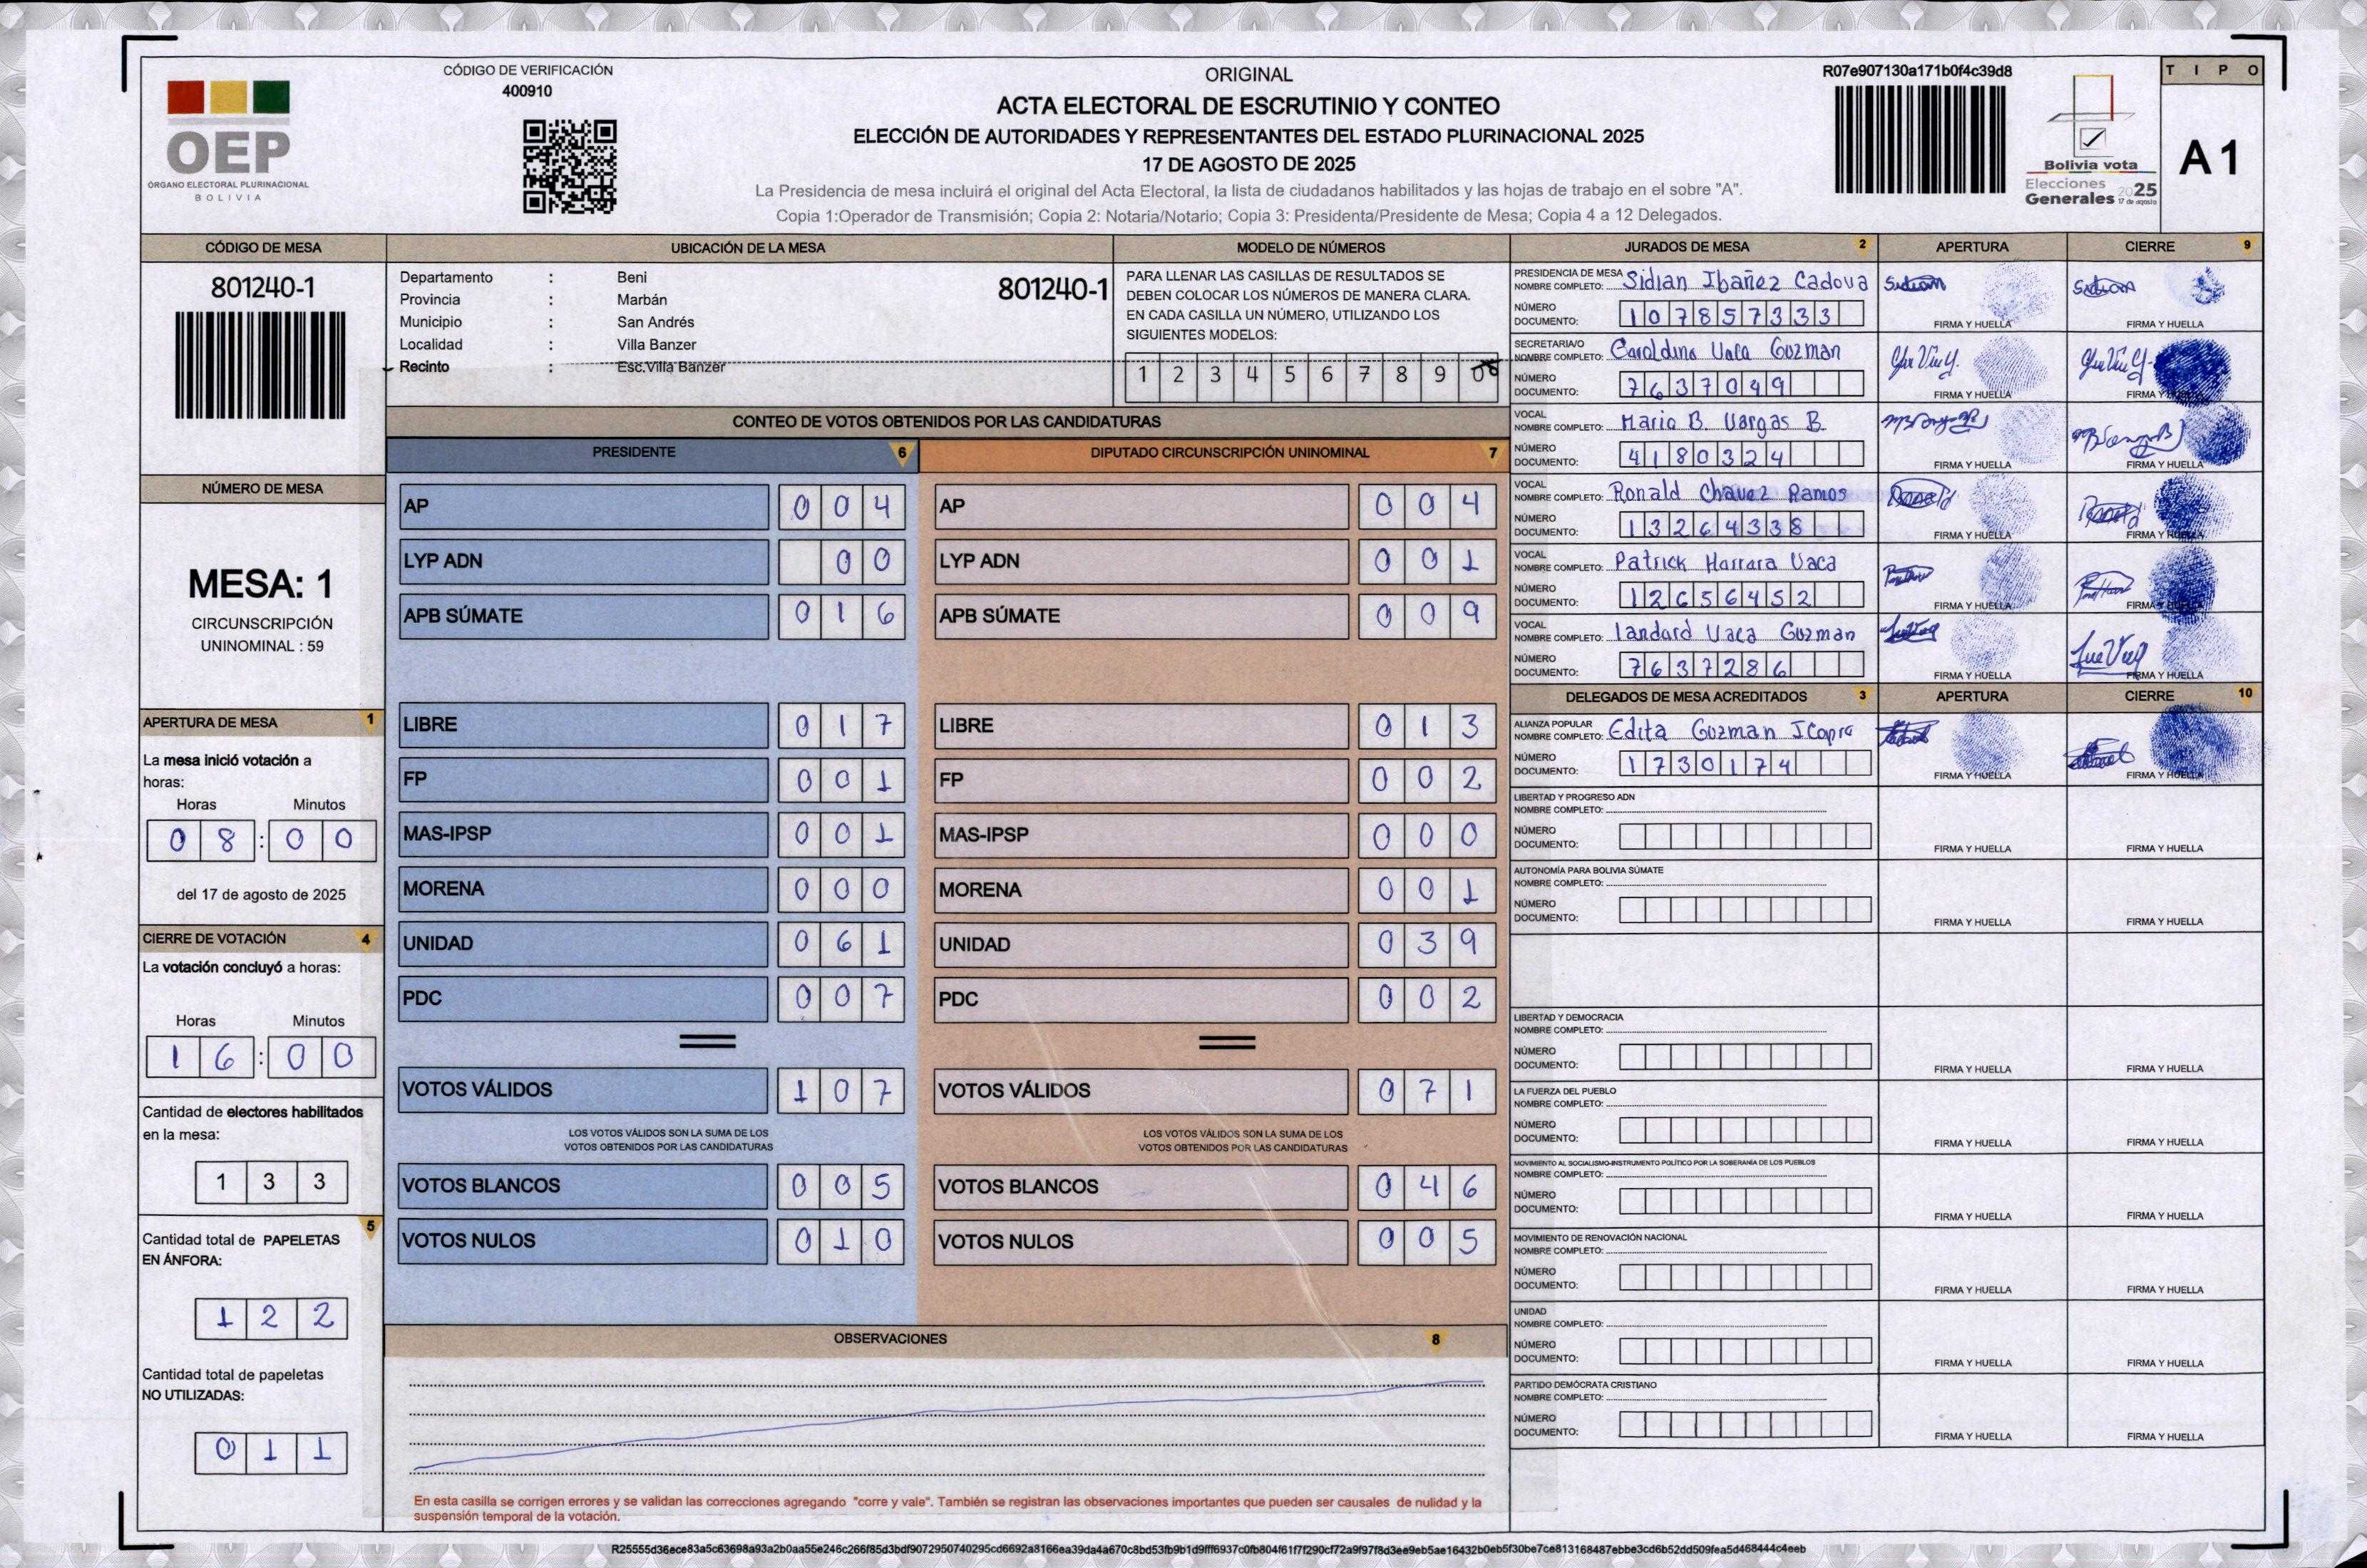 CÓDIGO DE VERIFICACIÓN
400910
OEP
ÓRGANO ELECTORAL PLURINACIONAL
BOLIVIA
ORIGINAL
ACTA ELECTORAL DE ESCRUTINIO Y CONTEO
ELECCIÓN DE AUTORIDADES Y REPRESENTANTES DEL ESTADO PLURINACIONAL 2025
17 DE AGOSTO DE 2025
La Presidencia de mesa incluirá el original del Acta Electoral, la lista de ciudadanos habilitados y las hojas de trabajo en el sobre "A".
Copia 1:Operador de Transmisión; Copia 2: Notaria/Notario; Copia 3: Presidenta/Presidente de Mesa; Copia 4 a 12 Delegados.
R07e907130a171b0f4c39d8
Bolivia vota
Elecciones
Generales 2025
17 de agosto
TIPO
A1
CÓDIGO DE MESA
801240-1
NÚMERO DE MESA
MESA: 1
CIRCUNSCRIPCIÓN
UNINOMINAL : 59
APERTURA DE MESA 1
La mesa inició votación a
horas:
Horas Minutos
08:00
del 17 de agosto de 2025
CIERRE DE VOTACIÓN 4
La votación concluyó a horas:
Horas Minutos
16:00
Cantidad de electores habilitados
en la mesa:
133
5
Cantidad total de PAPELETAS
EN ÁNFORA:
122
Cantidad total de papeletas
NO UTILIZADAS:
011
UBICACIÓN DE LA MESA
Departamento : Beni
801240-1
Provincia : Marbán
Municipio : San Andrés
Localidad : Villa Banzer
Recinto : Esc.Villa Banzer
MODELO DE NÚMEROS
PARA LLENAR LAS CASILLAS DE RESULTADOS SE
DEBEN COLOCAR LOS NÚMEROS DE MANERA CLARA.
EN CADA CASILLA UN NÚMERO, UTILIZANDO LOS
SIGUIENTES MODELOS:
1 2 3 4 5 6 7 8 9 0
CONTEO DE VOTOS OBTENIDOS POR LAS CANDIDATURAS
PRESIDENTE 6
AP 004
LYP ADN 00
APB SÚMATE 016
LIBRE 017
FP 001
MAS-IPSP 001
MORENA 000
UNIDAD 061
PDC 007
VOTOS VÁLIDOS 107
LOS VOTOS VÁLIDOS SON LA SUMA DE LOS
VOTOS OBTENIDOS POR LAS CANDIDATURAS
VOTOS BLANCOS 005
VOTOS NULOS 010
DIPUTADO CIRCUNSCRIPCIÓN UNINOMINAL 7
AP 004
LYP ADN 001
APB SÚMATE 009
LIBRE 013
FP 002
MAS-IPSP 000
MORENA 001
UNIDAD 039
PDC 002
VOTOS VÁLIDOS 071
LOS VOTOS VÁLIDOS SON LA SUMA DE LOS
VOTOS OBTENIDOS POR LAS CANDIDATURAS
VOTOS BLANCOS 046
VOTOS NULOS 005
OBSERVACIONES 8
En esta casilla se corrigen errores y se validan las correcciones agregando "corre y vale". También se registran las observaciones importantes que pueden ser causales de nulidad y la
suspensión temporal de la votación.
JURADOS DE MESA 2 APERTURA CIERRE 9
PRESIDENCIA DE MESA
NOMBRE COMPLETO: Sidian Ibañez Cadova
NÚMERO
DOCUMENTO: 107857333
FIRMA Y HUELLA FIRMA Y HUELLA
SECRETARIA/O
NOMBRE COMPLETO: Caroldina Vaca Guzman
NÚMERO
DOCUMENTO: 7637049
FIRMA Y HUELLA FIRMA Y HUELLA
VOCAL
NOMBRE COMPLETO: Mario B. Vargas B.
NÚMERO
DOCUMENTO: 4180324
FIRMA Y HUELLA FIRMA Y HUELLA
VOCAL
NOMBRE COMPLETO: Ronald Chavez Ramos
NÚMERO
DOCUMENTO: 13264338
FIRMA Y HUELLA FIRMA Y HUELLA
VOCAL
NOMBRE COMPLETO: Patrick Harrara Vaca
NÚMERO
DOCUMENTO: 12656452
FIRMA Y HUELLA FIRMA Y HUELLA
VOCAL
NOMBRE COMPLETO: Landard Vaca Guzman
NÚMERO
DOCUMENTO: 7637286
FIRMA Y HUELLA FIRMA Y HUELLA
DELEGADOS DE MESA ACREDITADOS 3 APERTURA CIERRE 10
ALIANZA POPULAR
NOMBRE COMPLETO: Edita Guzman Icapra
NÚMERO
DOCUMENTO: 1730174
FIRMA Y HUELLA FIRMA Y HUELLA
LIBERTAD Y PROGRESO ADN
NOMBRE COMPLETO:
NÚMERO
DOCUMENTO:
FIRMA Y HUELLA FIRMA Y HUELLA
AUTONOMÍA PARA BOLIVIA SÚMATE
NOMBRE COMPLETO:
NÚMERO
DOCUMENTO:
FIRMA Y HUELLA FIRMA Y HUELLA
LIBERTAD Y DEMOCRACIA
NOMBRE COMPLETO:
NÚMERO
DOCUMENTO:
FIRMA Y HUELLA FIRMA Y HUELLA
LA FUERZA DEL PUEBLO
NOMBRE COMPLETO:
NÚMERO
DOCUMENTO:
FIRMA Y HUELLA FIRMA Y HUELLA
MOVIMIENTO AL SOCIALISMO-INSTRUMENTO POLÍTICO POR LA SOBERANÍA DE LOS PUEBLOS
NOMBRE COMPLETO:
NÚMERO
DOCUMENTO:
FIRMA Y HUELLA FIRMA Y HUELLA
MOVIMIENTO DE RENOVACIÓN NACIONAL
NOMBRE COMPLETO:
NÚMERO
DOCUMENTO:
FIRMA Y HUELLA FIRMA Y HUELLA
UNIDAD
NOMBRE COMPLETO:
NÚMERO
DOCUMENTO:
FIRMA Y HUELLA FIRMA Y HUELLA
PARTIDO DEMÓCRATA CRISTIANO
NOMBRE COMPLETO:
NÚMERO
DOCUMENTO:
FIRMA Y HUELLA FIRMA Y HUELLA